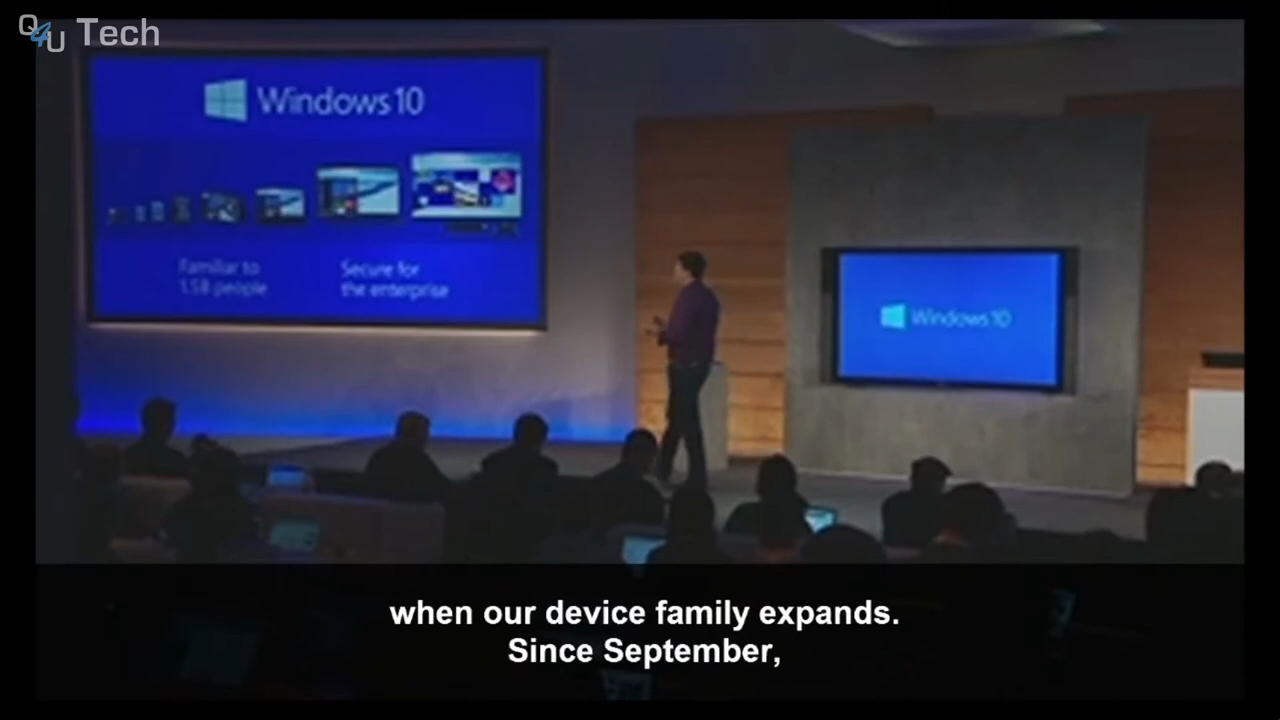 Q4U Tech
Windows 10
Familiar to
1.5B people
Secure for
the enterprise
Windows 10
when our device family expands.
Since September,